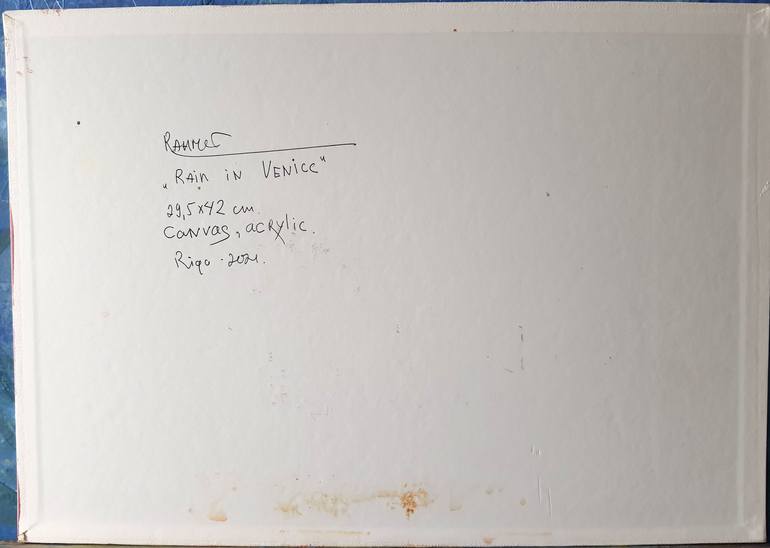 Rahmet
„Rain in Venice“
29,5x42 cm.
Canvas, acrylic.
Riga · 2021.